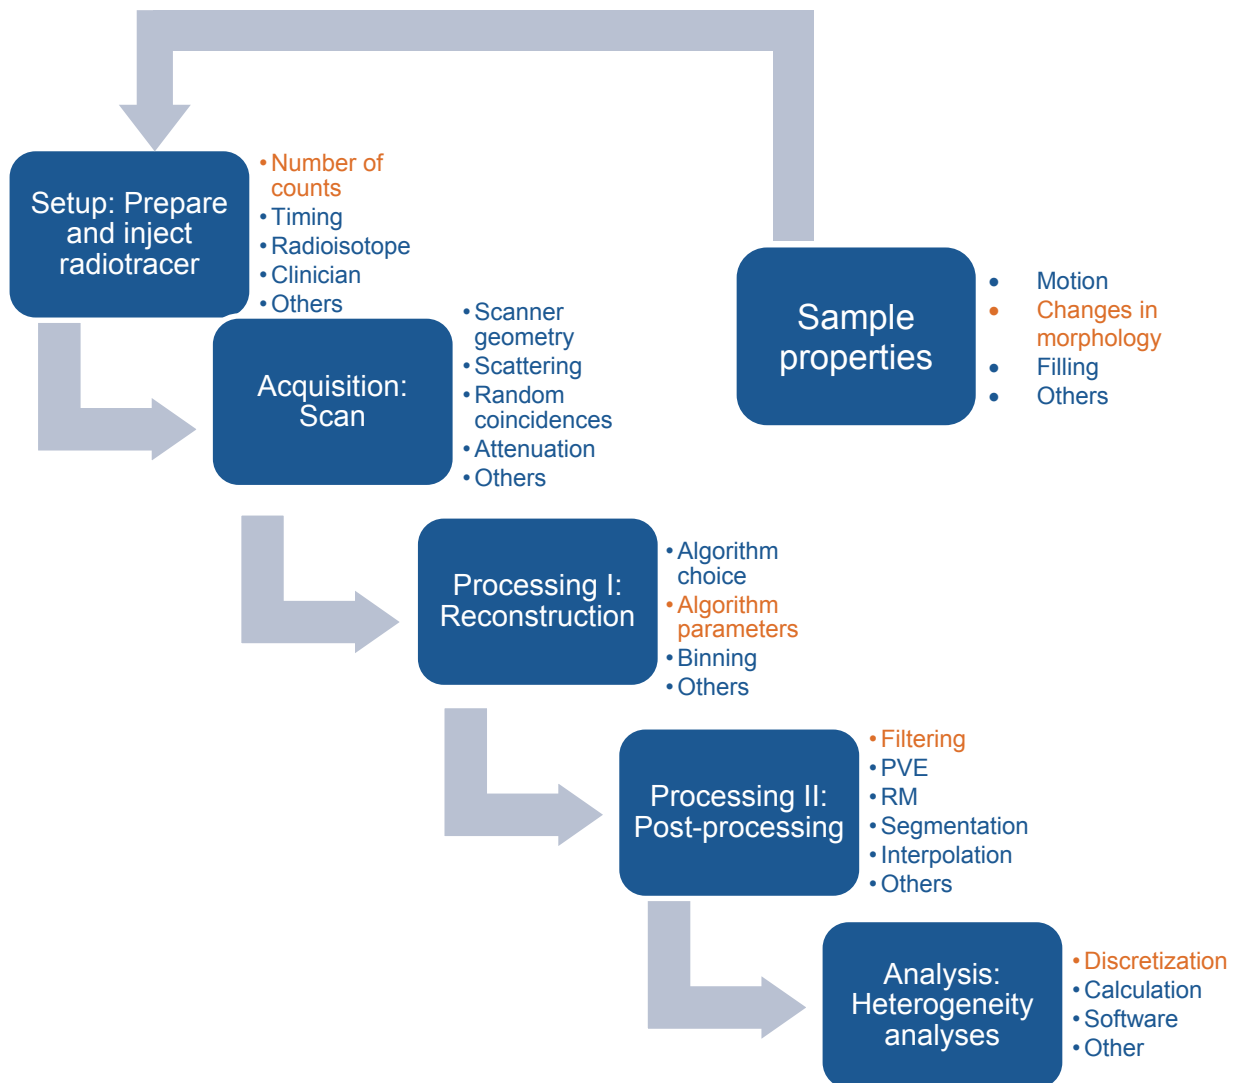 Setup: Prepare
and inject
radiotracer
• Number of
counts
• Timing
• Radioisotope
• Clinician
• Others
Sample
properties
• Motion
• Changes in
morphology
• Filling
• Others
Acquisition:
Scan
• Scanner
geometry
• Scattering
• Random
coincidences
• Attenuation
• Others
Processing I:
Reconstruction
• Algorithm
choice
• Algorithm
parameters
• Binning
• Others
Processing II:
Post-processing
• Filtering
• PVE
• RM
• Segmentation
• Interpolation
• Others
Analysis:
Heterogeneity
analyses
• Discretization
• Calculation
• Software
• Other